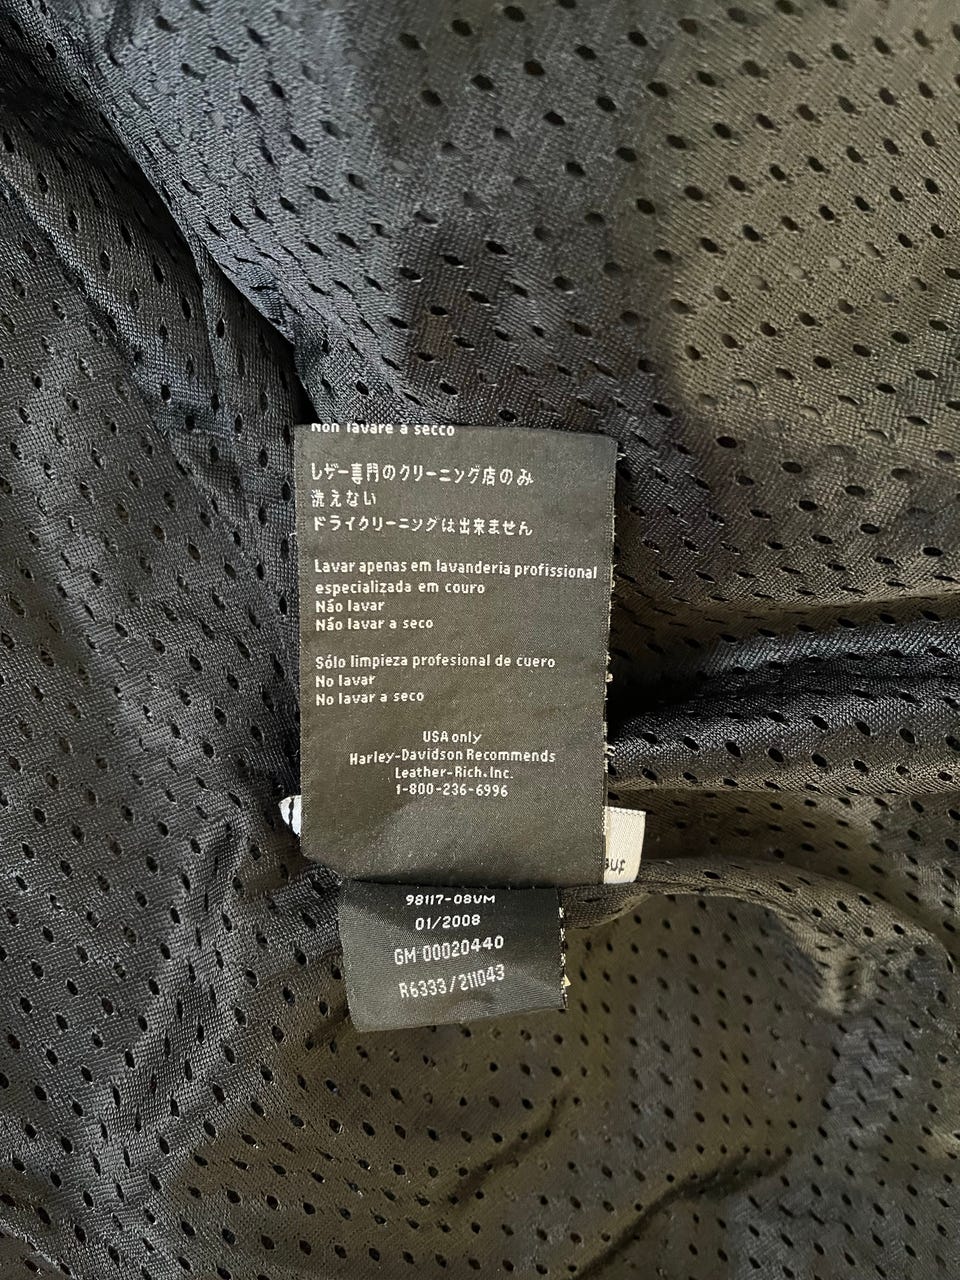 Non lavare a secco
レザー専門のクリーニング店のみ
洗えない
ドライクリーニングは出来ません
Lavar apenas em lavanderia profissional
especializada em couro
Não lavar
Não lavar a seco
Sólo limpieza profesional de cuero
No lavar
No lavar a seco
USA only
Harley-Davidson Recommends
Leather-Rich, Inc.
1-800-236-6996
98117-08VM
01/2008
GM 00020440
R6333/211043